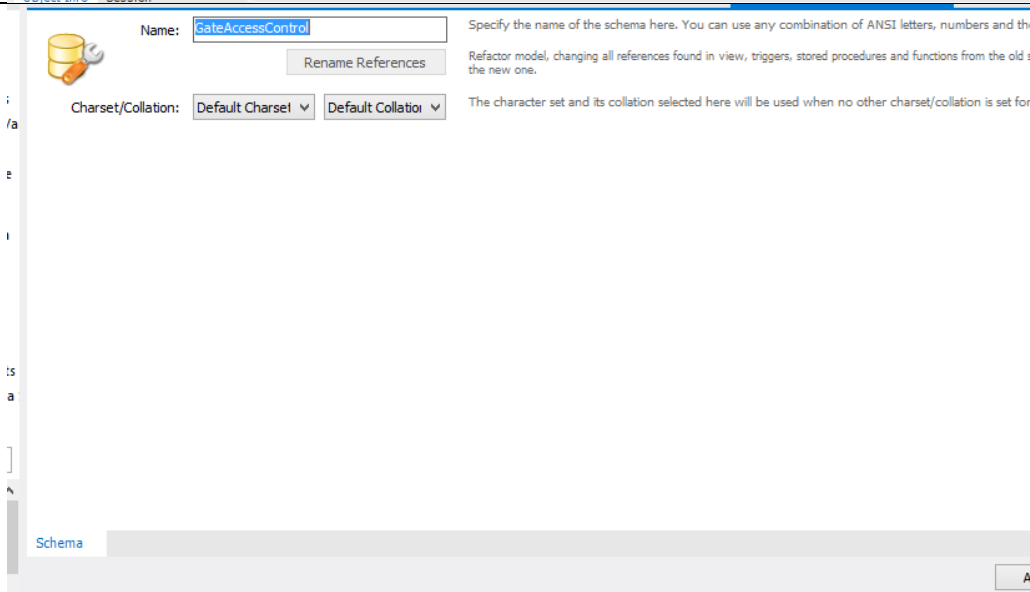 Object Info Session
Name: GateAccessControl
Specify the name of the schema here. You can use any combination of ANSI letters, numbers and the
Rename References
Refactor model, changing all references found in view, triggers, stored procedures and functions from the old s
the new one.
Charset/Collation: Default Charset Default Collation
The character set and its collation selected here will be used when no other charset/collation is set for
Schema